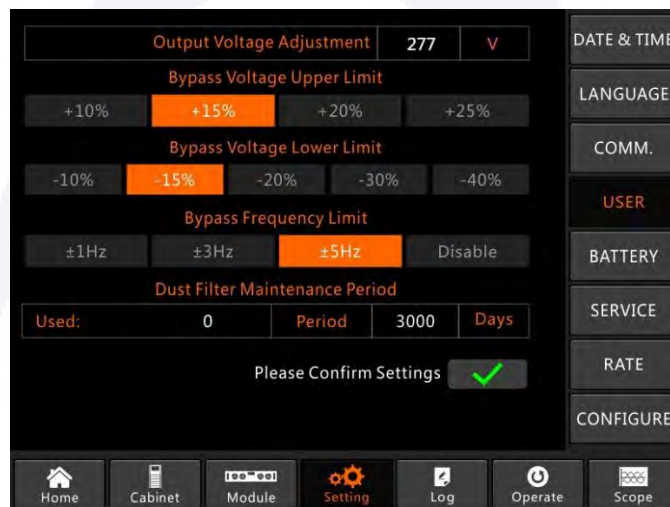 Output Voltage Adjustment 277 V
Bypass Voltage Upper Limit
+10% +15% +20% +25%
Bypass Voltage Lower Limit
-10% -15% -20% -30% -40%
Bypass Frequency Limit
±1Hz ±3Hz ±5Hz Disable
Dust Filter Maintenance Period
Used: 0 Period 3000 Days
Please Confirm Settings
DATE & TIME
LANGUAGE
COMM.
USER
BATTERY
SERVICE
RATE
CONFIGURE
Home Cabinet Module Setting Log Operate Scope